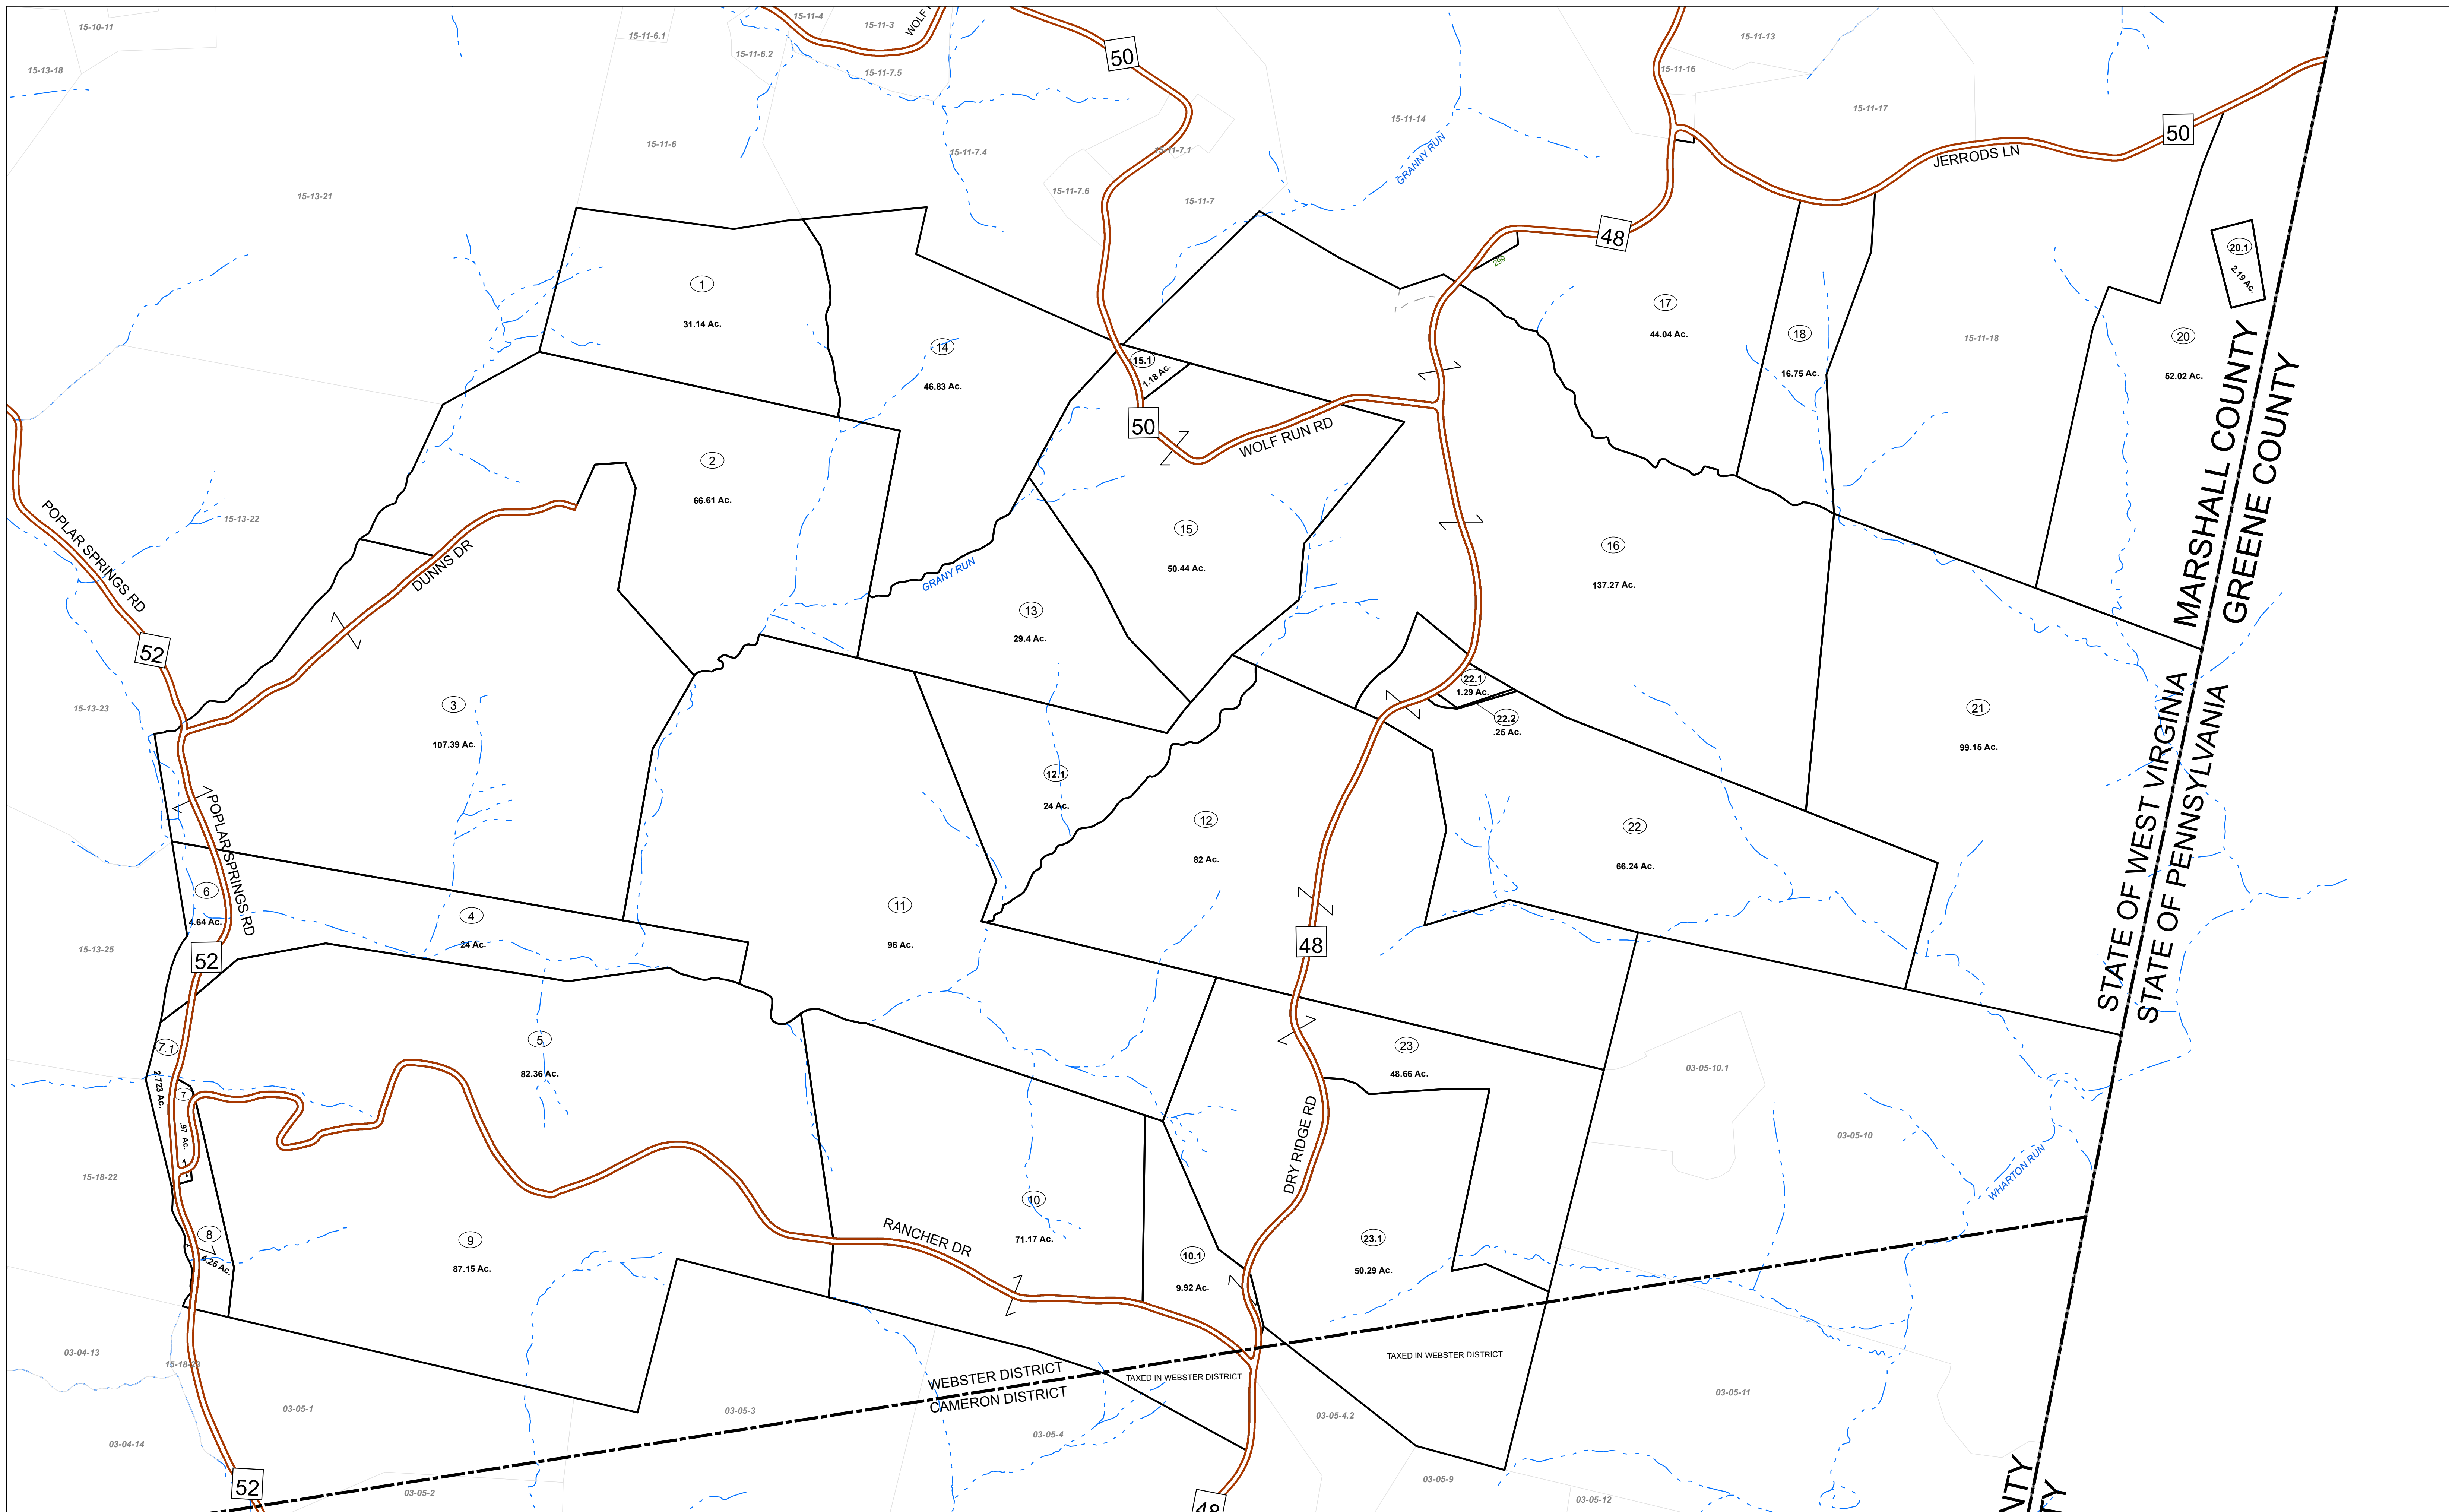 15-10-11
15-13-18
15-11-6.1
15-11-4
15-11-3
15-11-6.2
15-11-7.5
50
15-11-13
15-11-16
15-11-17
15-11-14
GRANNY RUN
50
JERRODS LN
15-11-6
15-11-7.4
15-11-7.1
15-11-7.6
15-11-7
15-13-21
48
299
1
31.14 Ac.
14
46.83 Ac.
15.1
1.18 Ac.
50
WOLF RUN RD
17
44.04 Ac.
18
16.75 Ac.
15-11-18
20.1
2.19 Ac.
20
52.02 Ac.
MARSHALL COUNTY
GREENE COUNTY
2
66.61 Ac.
15-13-22
POPLAR SPRINGS RD
52
DUNNS DR
GRANY RUN
13
29.4 Ac.
15
50.44 Ac.
16
137.27 Ac.
22.1
1.29 Ac.
22.2
.25 Ac.
21
99.15 Ac.
STATE OF WEST VIRGINIA
STATE OF PENNSYLVANIA
15-13-23
3
107.39 Ac.
POPLAR SPRINGS RD
12.1
24 Ac.
12
82 Ac.
22
66.24 Ac.
6
4.64 Ac.
4
24 Ac.
11
96 Ac.
48
15-13-25
52
5
82.36 Ac.
7.1
2.723 Ac.
7
.97 Ac.
23
48.66 Ac.
03-05-10.1
03-05-10
WHARTON RUN
DRY RIDGE RD
15-18-22
8
4.25 Ac.
9
87.15 Ac.
RANCHER DR
10
71.17 Ac.
10.1
9.92 Ac.
23.1
50.29 Ac.
03-04-13
15-18-23
WEBSTER DISTRICT
CAMERON DISTRICT
TAXED IN WEBSTER DISTRICT
TAXED IN WEBSTER DISTRICT
03-05-1
03-05-3
03-05-4
03-05-4.2
03-05-11
03-04-14
52
03-05-2
48
03-05-9
03-05-12